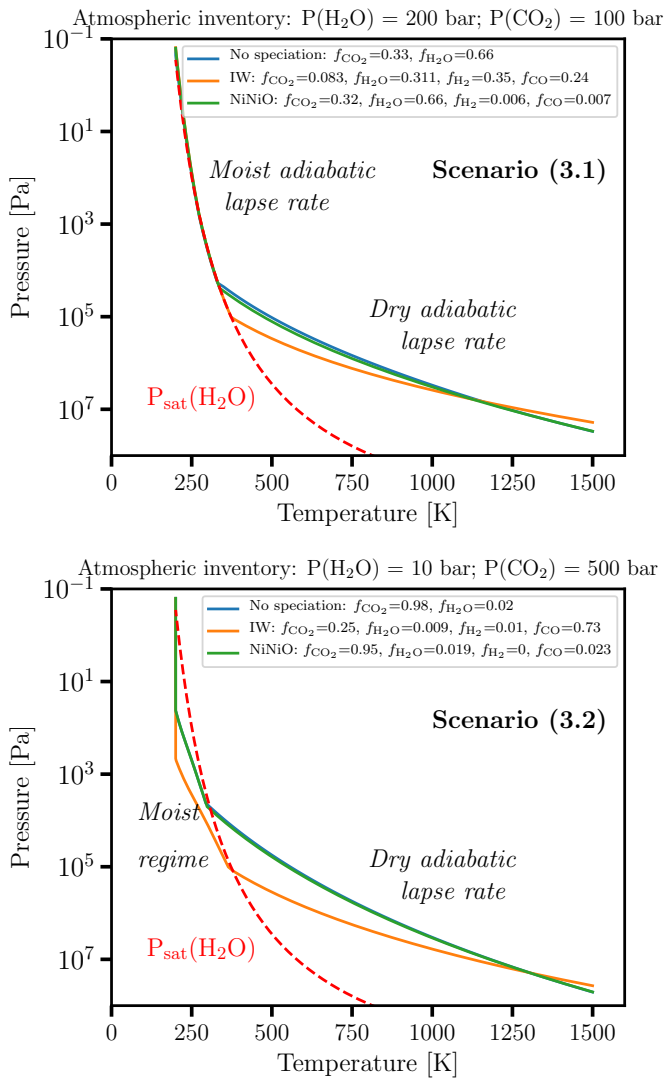 Atmospheric inventory: P(H₂O) = 200 bar; P(CO₂) = 100 bar
No speciation: f_CO₂=0.33, f_H₂O=0.66
IW: f_CO₂=0.083, f_H₂O=0.311, f_H₂=0.35, f_CO=0.24
NiNiO: f_CO₂=0.32, f_H₂O=0.66, f_H₂=0.006, f_CO=0.007
Moist adiabatic
lapse rate
Scenario (3.1)
Dry adiabatic
lapse rate
P_sat(H₂O)
Pressure [Pa]
10⁻¹
10¹
10³
10⁵
10⁷
0 250 500 750 1000 1250 1500
Temperature [K]
Atmospheric inventory: P(H₂O) = 10 bar; P(CO₂) = 500 bar
No speciation: f_CO₂=0.98, f_H₂O=0.02
IW: f_CO₂=0.25, f_H₂O=0.009, f_H₂=0.01, f_CO=0.73
NiNiO: f_CO₂=0.95, f_H₂O=0.019, f_H₂=0, f_CO=0.023
Scenario (3.2)
Moist
regime
Dry adiabatic
lapse rate
P_sat(H₂O)
Pressure [Pa]
10⁻¹
10¹
10³
10⁵
10⁷
0 250 500 750 1000 1250 1500
Temperature [K]